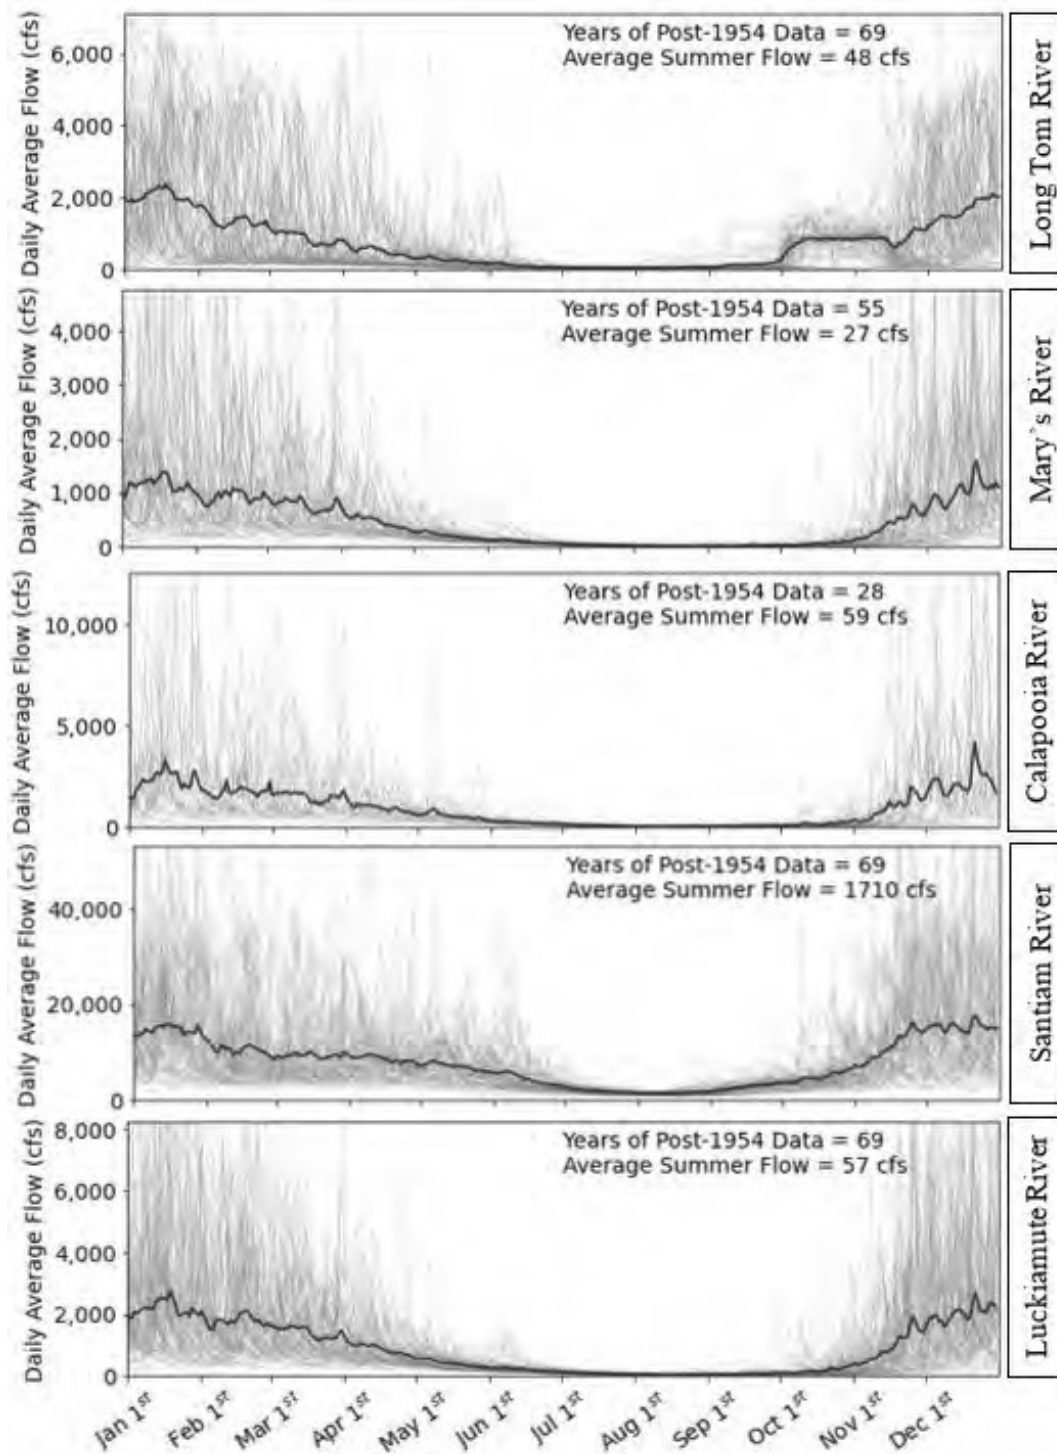 Daily Average Flow (cfs)
6,000
4,000
2,000
0
Years of Post-1954 Data = 69
Average Summer Flow = 48 cfs
Long Tom River
Daily Average Flow (cfs)
4,000
3,000
2,000
1,000
0
Years of Post-1954 Data = 55
Average Summer Flow = 27 cfs
Mary`s River
Daily Average Flow (cfs)
10,000
5,000
0
Years of Post-1954 Data = 28
Average Summer Flow = 59 cfs
Calapooia River
Daily Average Flow (cfs)
40,000
20,000
0
Years of Post-1954 Data = 69
Average Summer Flow = 1710 cfs
Santiam River
Daily Average Flow (cfs)
8,000
6,000
4,000
2,000
0
Years of Post-1954 Data = 69
Average Summer Flow = 57 cfs
Luckiamute River
Jan 1st
Feb 1st
Mar 1st
Apr 1st
May 1st
Jun 1st
Jul 1st
Aug 1st
Sep 1st
Oct 1st
Nov 1st
Dec 1st